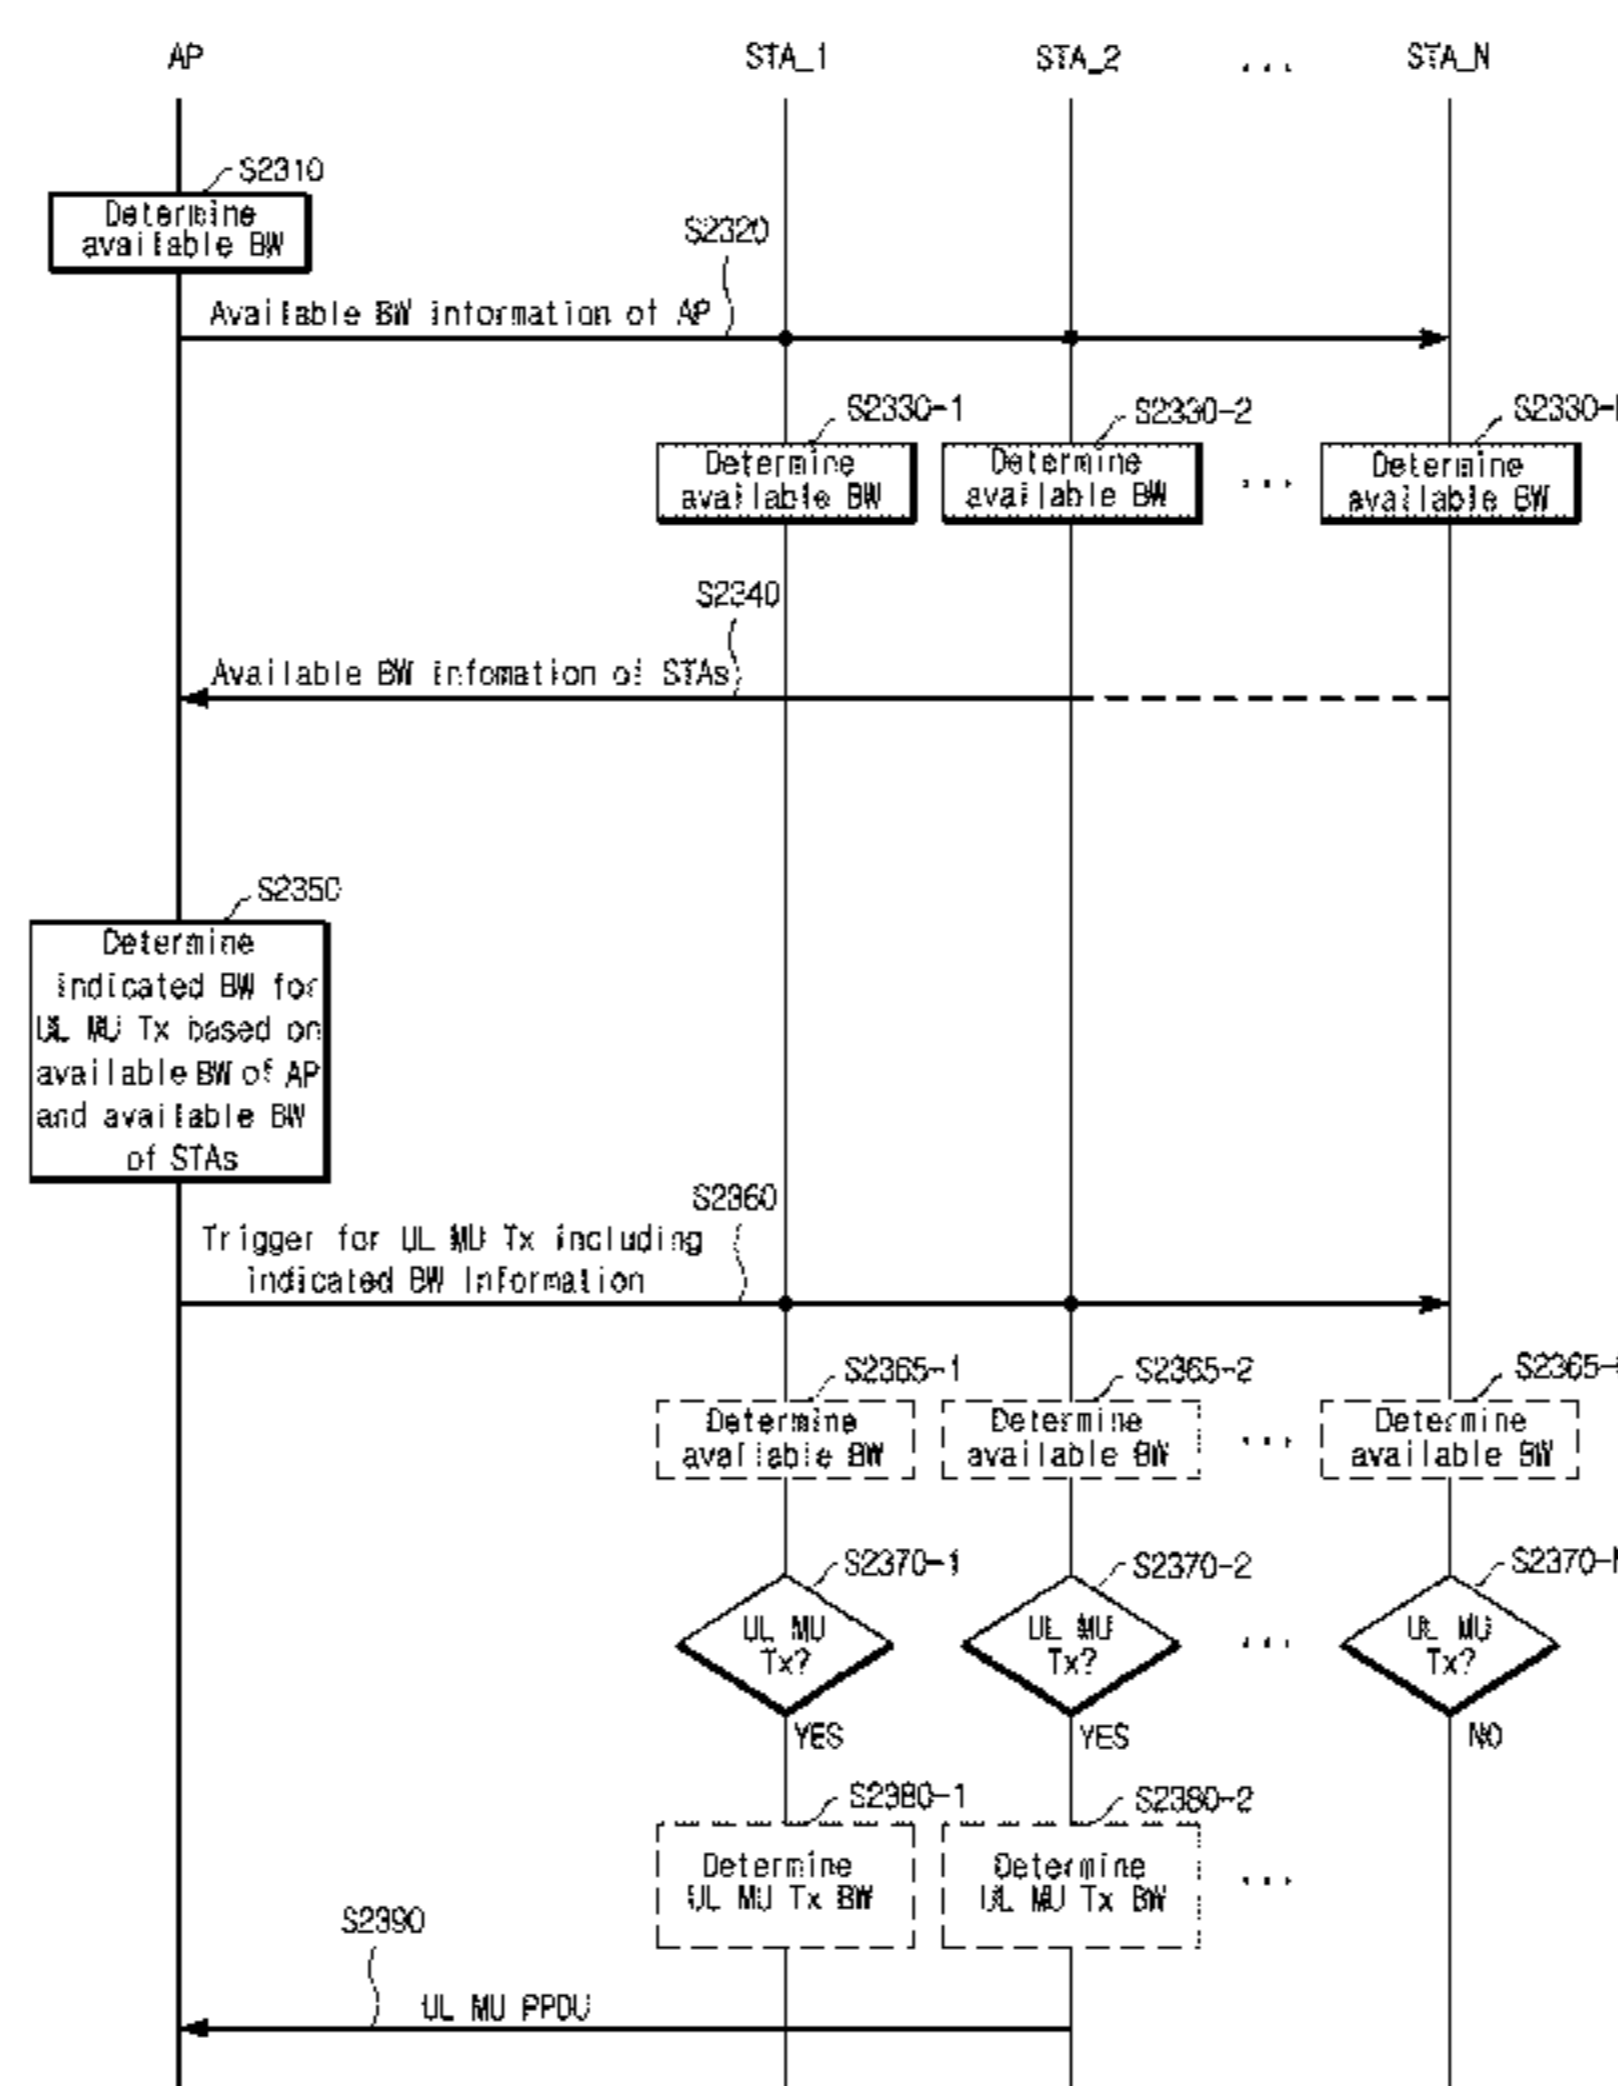 AP STA_1 STA_2 ... STA_N
S2310
Determine
available BW
S2320
Available BW information of AP
S2330-1 S2330-2 S2330-
Determine Determine Determine
available BW available BW ... available BW
S2340
Available BW infomation of STAs
S2350
Determine
indicated BW for
UL MU Tx based on
available BW of AP
and available BW
of STAs
S2360
Trigger for UL MU Tx including
indicated BW Information
S2365-1 S2365-2 S2365-
Determine Determine Determine
available BW available BW ... available BW
S2370-1 S2370-2 S2370-N
UL MU UL MU ... UL MU
Tx? Tx? Tx?
YES YES NO
S2380-1 S2380-2
Determine Determine
UL MU Tx BW UL MU Tx BW ...
S2390
UL MU PPDU